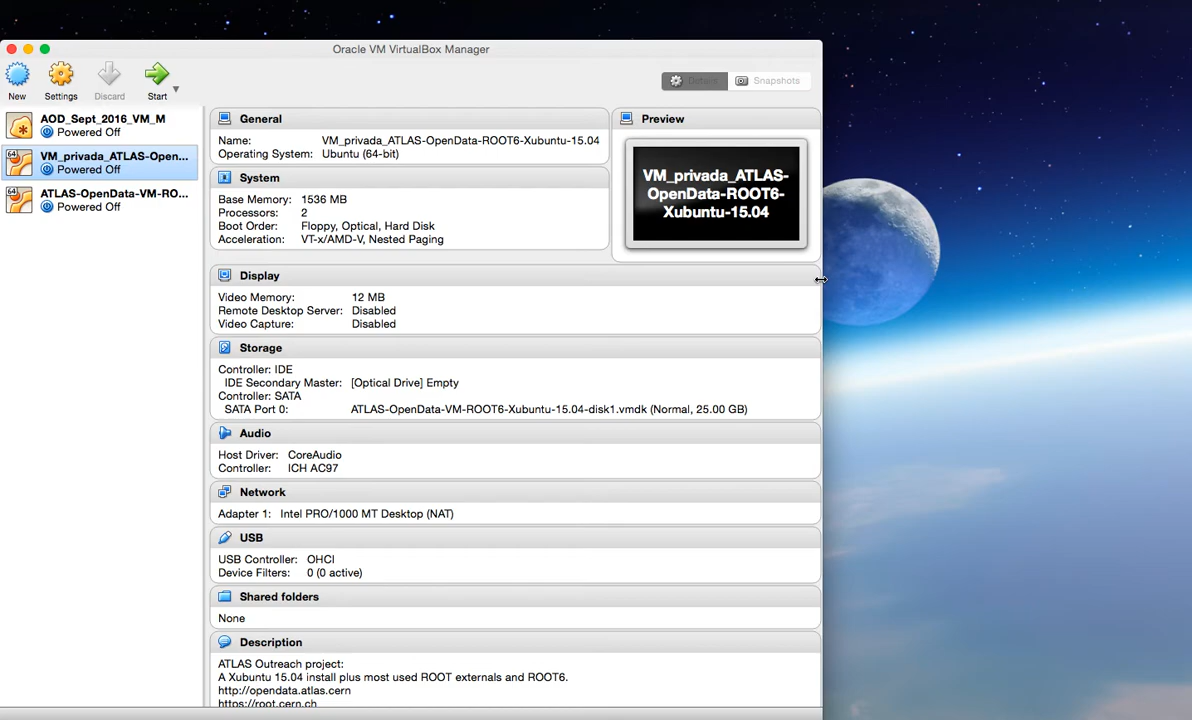 Oracle VM VirtualBox Manager
New
Settings
Discard
Start
Details
Snapshots
AOD_Sept_2016_VM_M
Powered Off
VM_privada_ATLAS-Open...
Powered Off
ATLAS-OpenData-VM-RO...
Powered Off
General
Name: VM_privada_ATLAS-OpenData-ROOT6-Xubuntu-15.04
Operating System: Ubuntu (64-bit)
System
Base Memory: 1536 MB
Processors: 2
Boot Order: Floppy, Optical, Hard Disk
Acceleration: VT-x/AMD-V, Nested Paging
Preview
VM_privada_ATLAS-
OpenData-ROOT6-
Xubuntu-15.04
Display
Video Memory: 12 MB
Remote Desktop Server: Disabled
Video Capture: Disabled
Storage
Controller: IDE
IDE Secondary Master: [Optical Drive] Empty
Controller: SATA
SATA Port 0: ATLAS-OpenData-VM-ROOT6-Xubuntu-15.04-disk1.vmdk (Normal, 25.00 GB)
Audio
Host Driver: CoreAudio
Controller: ICH AC97
Network
Adapter 1: Intel PRO/1000 MT Desktop (NAT)
USB
USB Controller: OHCI
Device Filters: 0 (0 active)
Shared folders
None
Description
ATLAS Outreach project:
A Xubuntu 15.04 install plus most used ROOT externals and ROOT6.
http://opendata.atlas.cern
https://root.cern.ch